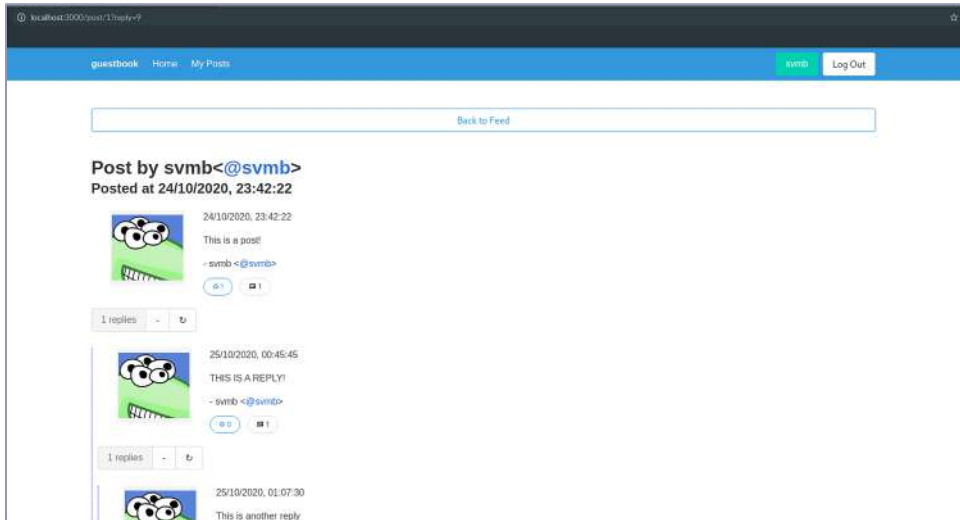 localhost:3000/post/1?reply=9
guestbook Home My Posts svmb Log Out
Back to Feed
Post by svmb<@svmb>
Posted at 24/10/2020, 23:42:22
24/10/2020, 23:42:22
This is a post!
- svmb <@svmb>
1 1
1 replies - ↻
25/10/2020, 00:45:45
THIS IS A REPLY!
- svmb <@svmb>
0 1
1 replies - ↻
25/10/2020, 01:07:30
This is another reply